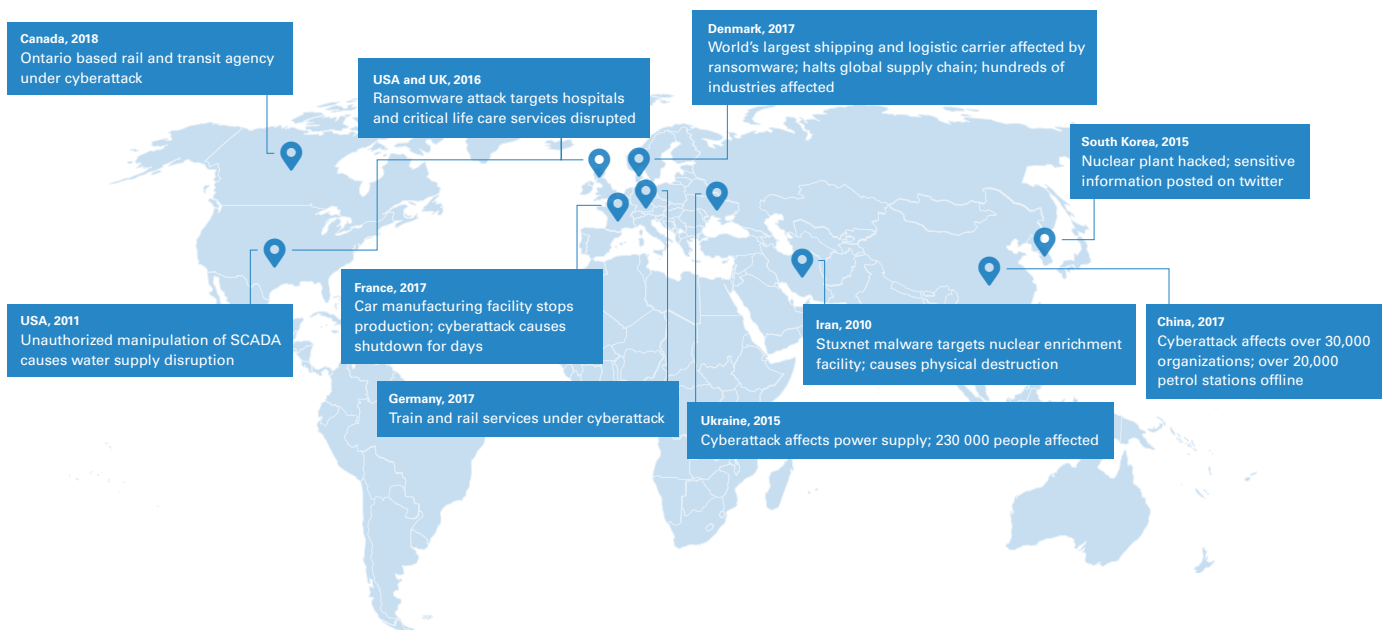 Canada, 2018
Ontario based rail and transit agency
under cyberattack
USA and UK, 2016
Ransomware attack targets hospitals
and critical life care services disrupted
Denmark, 2017
World's largest shipping and logistic carrier affected by
ransomware; halts global supply chain; hundreds of
industries affected
South Korea, 2015
Nuclear plant hacked; sensitive
information posted on twitter
USA, 2011
Unauthorized manipulation of SCADA
causes water supply disruption
France, 2017
Car manufacturing facility stops
production; cyberattack causes
shutdown for days
Iran, 2010
Stuxnet malware targets nuclear enrichment
facility; causes physical destruction
China, 2017
Cyberattack affects over 30,000
organizations; over 20,000
petrol stations offline
Germany, 2017
Train and rail services under cyberattack
Ukraine, 2015
Cyberattack affects power supply; 230 000 people affected